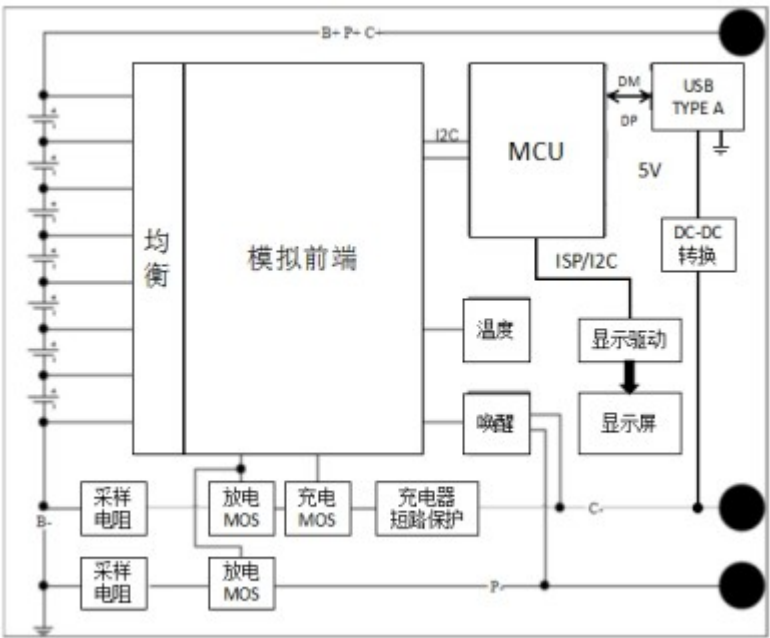 B+ P+ C+
DM
USB
TYPE A
DP
I2C
MCU
5V
均
衡
模拟前端
DC-DC
转换
ISP/I2C
温度
显示驱动
唤醒
显示屏
采样
电阻
放电
MOS
充电
MOS
充电器
短路保护
B-
C-
采样
电阻
放电
MOS
P-